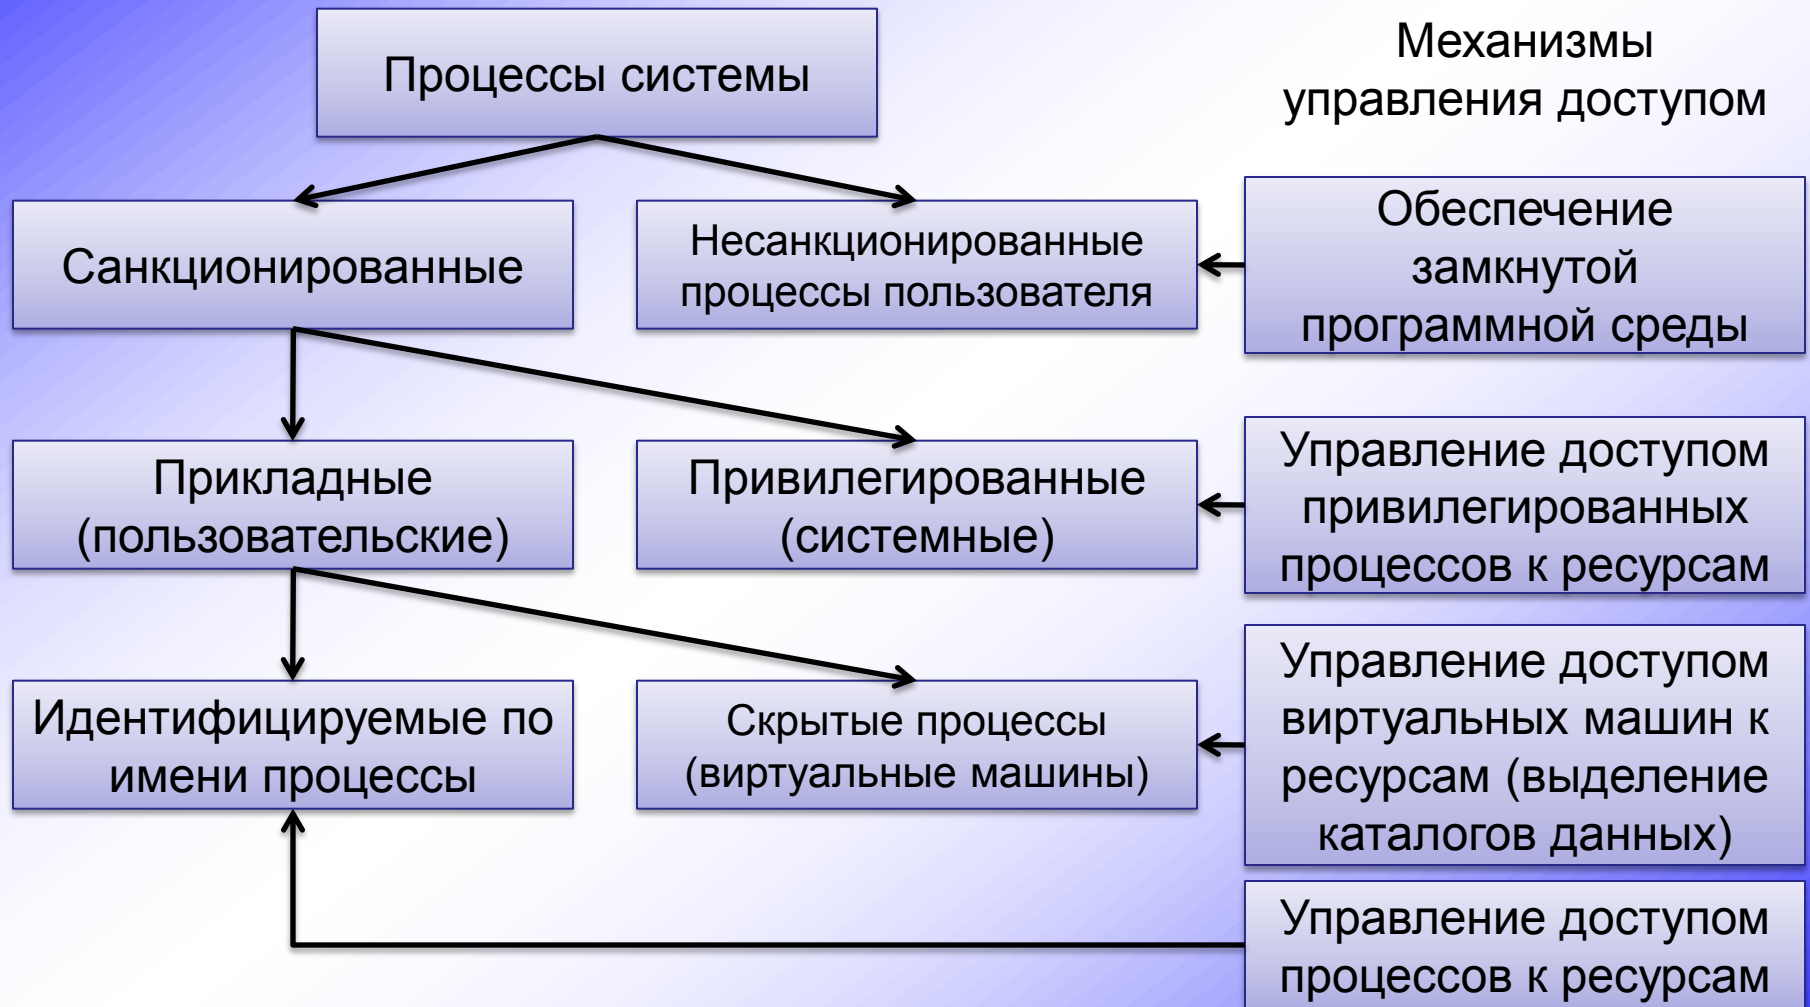 Процессы системы
Механизмы
управления доступом
Санкционированные
Несанкционированные
процессы пользователя
Обеспечение
замкнутой
программной среды
Прикладные
(пользовательские)
Привилегированные
(системные)
Управление доступом
привилегированных
процессов к ресурсам
Идентифицируемые по
имени процессы
Скрытые процессы
(виртуальные машины)
Управление доступом
виртуальных машин к
ресурсам (выделение
каталогов данных)
Управление доступом
процессов к ресурсам